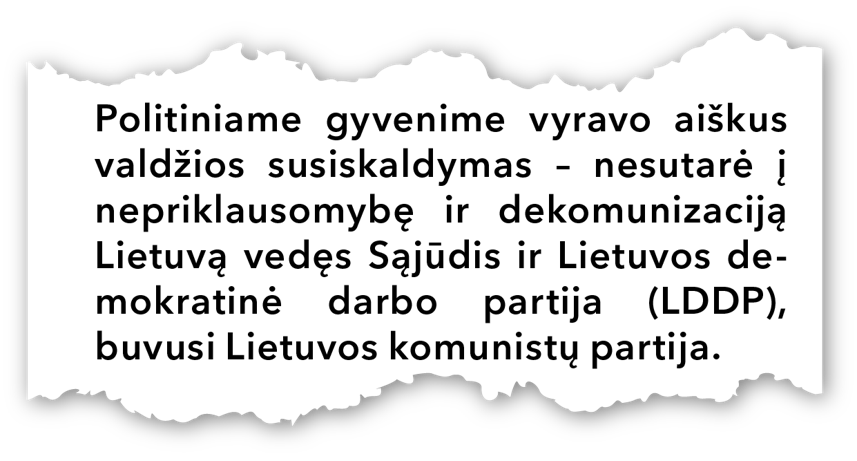 Politiniame gyvenime vyravo aiškus
valdžios susiskaldymas – nesutarė į
nepriklausomybę ir dekomunizaciją
Lietuvą vedęs Sąjūdis ir Lietuvos de-
mokratinė darbo partija (LDDP),
buvusi Lietuvos komunistų partija.